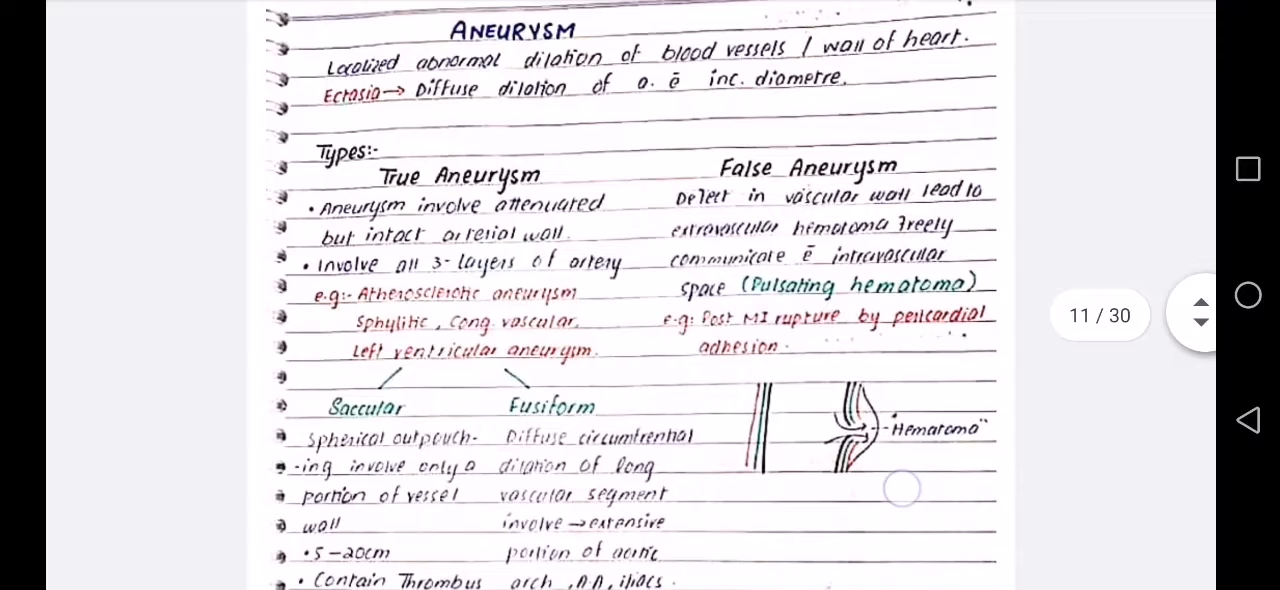 ANEURYSM
Localized abnormal dilation of blood vessels / wall of heart.
Ectasia → Diffuse dilation of a. ē inc. diametre.
Types:-
True Aneurysm
• Aneurysm involve attenuated
but intact arterial wall.
• Involve all 3-layers of artery
e.g:- Atherosclerotic aneurysm
Sphylitic, Cong. vascular,
Left ventricular aneurysm.
False Aneurysm
Defect in vascular wall lead to
extravascular hematoma freely
communicate ē intravascular
space (Pulsating hematoma)
e.g: Post MI rupture by pericardial
adhesion.
Saccular
Spherical outpouch-
-ing involve only a
portion of vessel
wall
• 5-20cm
• Contain Thrombus
Fusiform
Diffuse circumfrenhal
dilation of long
vascular segment
involve → extensive
portion of aortic
arch, A.A, iliacs.
"Hematoma"
11 / 30